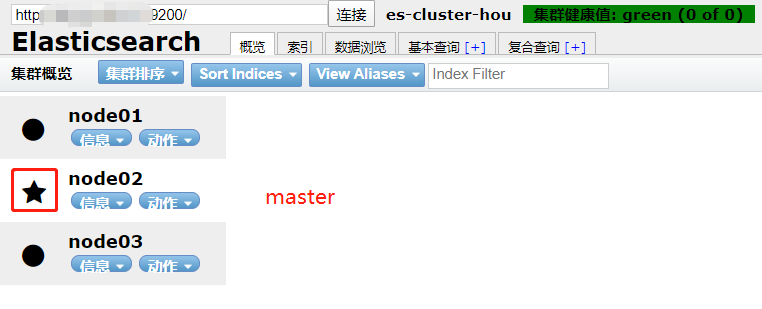 http 9200/ 连接 es-cluster-hou 集群健康值: green (0 of 0)
Elasticsearch 概览 索引 数据浏览 基本查询 [+] 复合查询 [+]
集群概览 集群排序 Sort Indices View Aliases Index Filter
node01
信息 动作
node02
信息 动作
master
node03
信息 动作